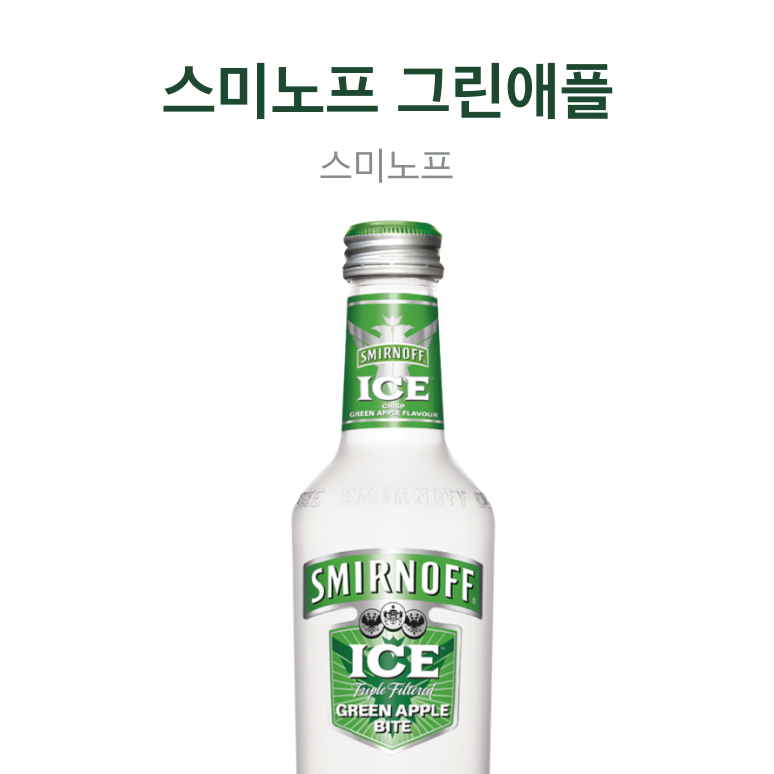 스미노프 그린애플
스미노프
SMIRNOFF
ICE
CRISP
GREEN APPLE FLAVOUR
SMIRNOFF
SMIRNOFF
ICE
Triple Filtered
GREEN APPLE
BITE